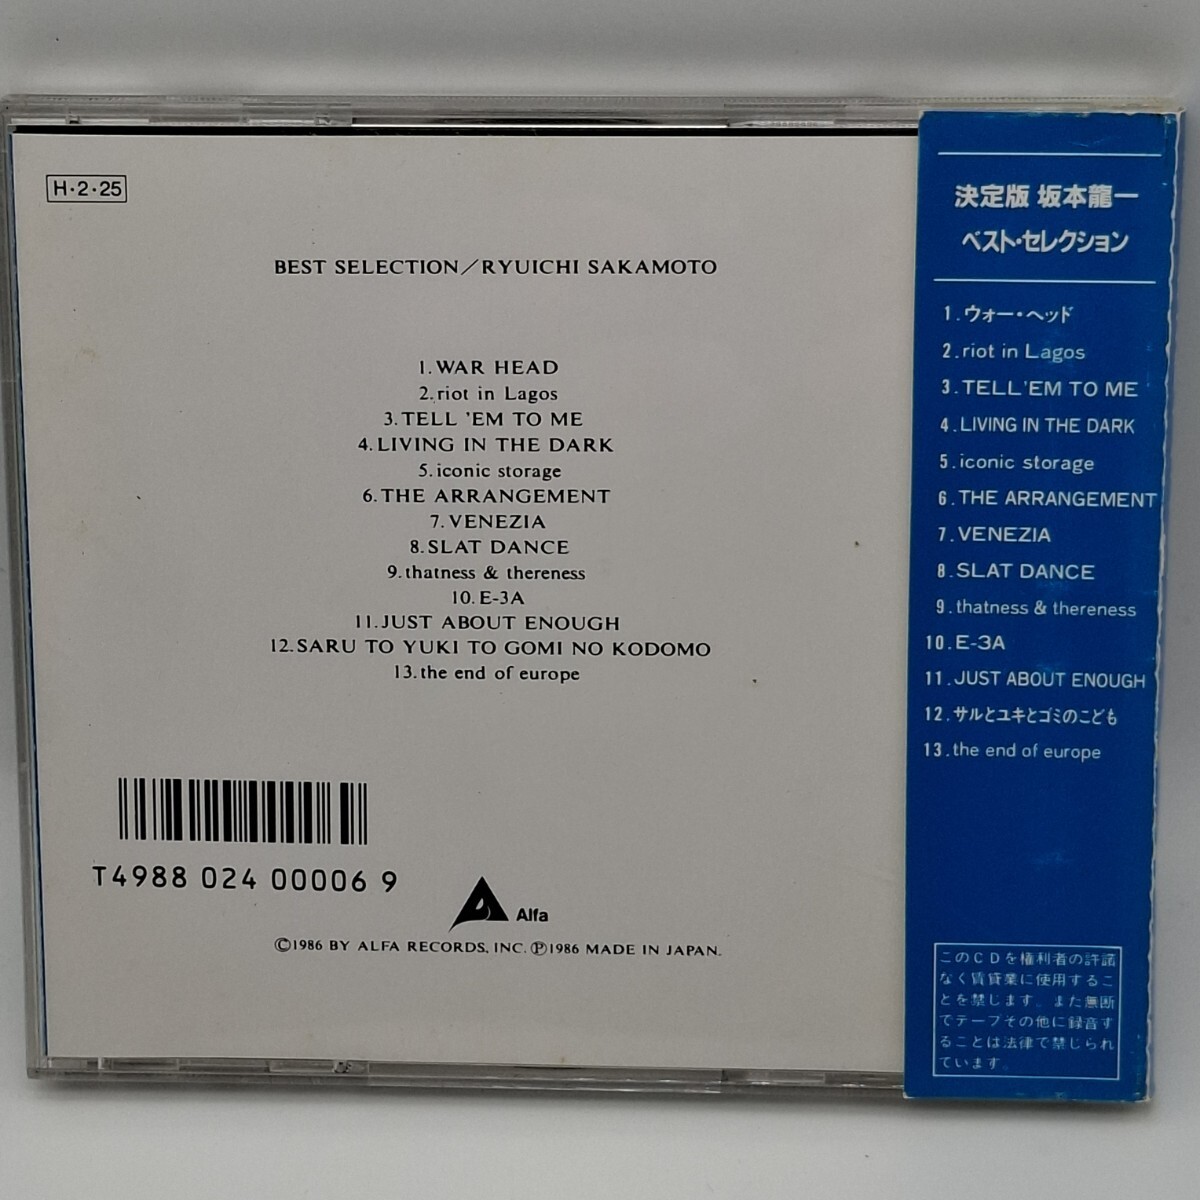 H・2・25
BEST SELECTION／RYUICHI SAKAMOTO
1.WAR HEAD
2.riot in Lagos
3.TELL 'EM TO ME
4.LIVING IN THE DARK
5.iconic storage
6.THE ARRANGEMENT
7.VENEZIA
8.SLAT DANCE
9.thatness & thereness
10.E-3A
11.JUST ABOUT ENOUGH
12.SARU TO YUKI TO GOMI NO KODOMO
13.the end of europe
T4988 024 00006 9
Alfa
Ⓒ1986 BY ALFA RECORDS, INC. Ⓟ1986 MADE IN JAPAN.
決定版 坂本龍一
ベスト・セレクション
1.ウォー・ヘッド
2.riot in Lagos
3.TELL 'EM TO ME
4.LIVING IN THE DARK
5.iconic storage
6.THE ARRANGEMENT
7.VENEZIA
8.SLAT DANCE
9.thatness & thereness
10.E-3A
11.JUST ABOUT ENOUGH
12.サルとユキとゴミのこども
13.the end of europe
このCDを権利者の許諾
なく賃貸業に使用するこ
とを禁じます。また無断
でテープその他に録音す
ることは法律で禁じられ
ています。